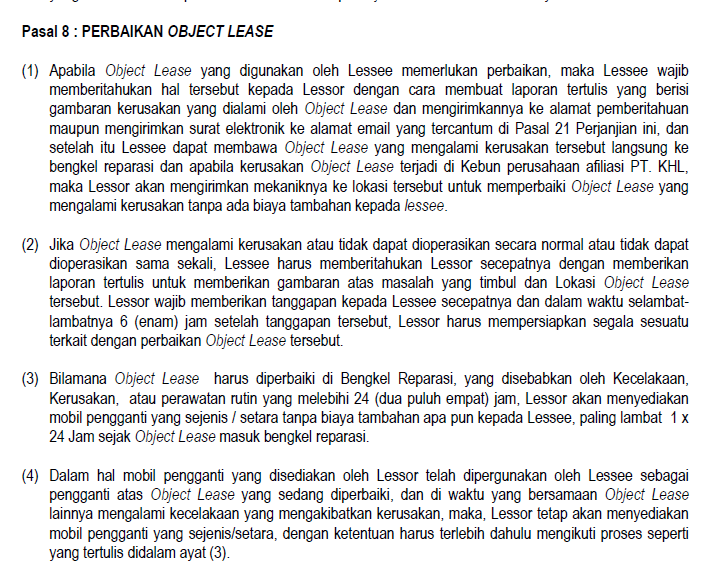 Pasal 8 : PERBAIKAN OBJECT LEASE
(1) Apabila Object Lease yang digunakan oleh Lessee memerlukan perbaikan, maka Lessee wajib
memberitahukan hal tersebut kepada Lessor dengan cara membuat laporan tertulis yang berisi
gambaran kerusakan yang dialami oleh Object Lease dan mengirimkannya ke alamat pemberitahuan
maupun mengirimkan surat elektronik ke alamat email yang tercantum di Pasal 21 Perjanjian ini, dan
setelah itu Lessee dapat membawa Object Lease yang mengalami kerusakan tersebut langsung ke
bengkel reparasi dan apabila kerusakan Object Lease terjadi di Kebun perusahaan afiliasi PT. KHL,
maka Lessor akan mengirimkan mekaniknya ke lokasi tersebut untuk memperbaiki Object Lease yang
mengalami kerusakan tanpa ada biaya tambahan kepada lessee.
(2) Jika Object Lease mengalami kerusakan atau tidak dapat dioperasikan secara normal atau tidak dapat
dioperasikan sama sekali, Lessee harus memberitahukan Lessor secepatnya dengan memberikan
laporan tertulis untuk memberikan gambaran atas masalah yang timbul dan Lokasi Object Lease
tersebut. Lessor wajib memberikan tanggapan kepada Lessee secepatnya dan dalam waktu selambat-
lambatnya 6 (enam) jam setelah tanggapan tersebut, Lessor harus mempersiapkan segala sesuatu
terkait dengan perbaikan Object Lease tersebut.
(3) Bilamana Object Lease harus diperbaiki di Bengkel Reparasi, yang disebabkan oleh Kecelakaan,
Kerusakan, atau perawatan rutin yang melebihi 24 (dua puluh empat) jam, Lessor akan menyediakan
mobil pengganti yang sejenis / setara tanpa biaya tambahan apa pun kepada Lessee, paling lambat 1 x
24 Jam sejak Object Lease masuk bengkel reparasi.
(4) Dalam hal mobil pengganti yang disediakan oleh Lessor telah dipergunakan oleh Lessee sebagai
pengganti atas Object Lease yang sedang diperbaiki, dan di waktu yang bersamaan Object Lease
lainnya mengalami kecelakaan yang mengakibatkan kerusakan, maka, Lessor tetap akan menyediakan
mobil pengganti yang sejenis/setara, dengan ketentuan harus terlebih dahulu mengikuti proses seperti
yang tertulis didalam ayat (3).